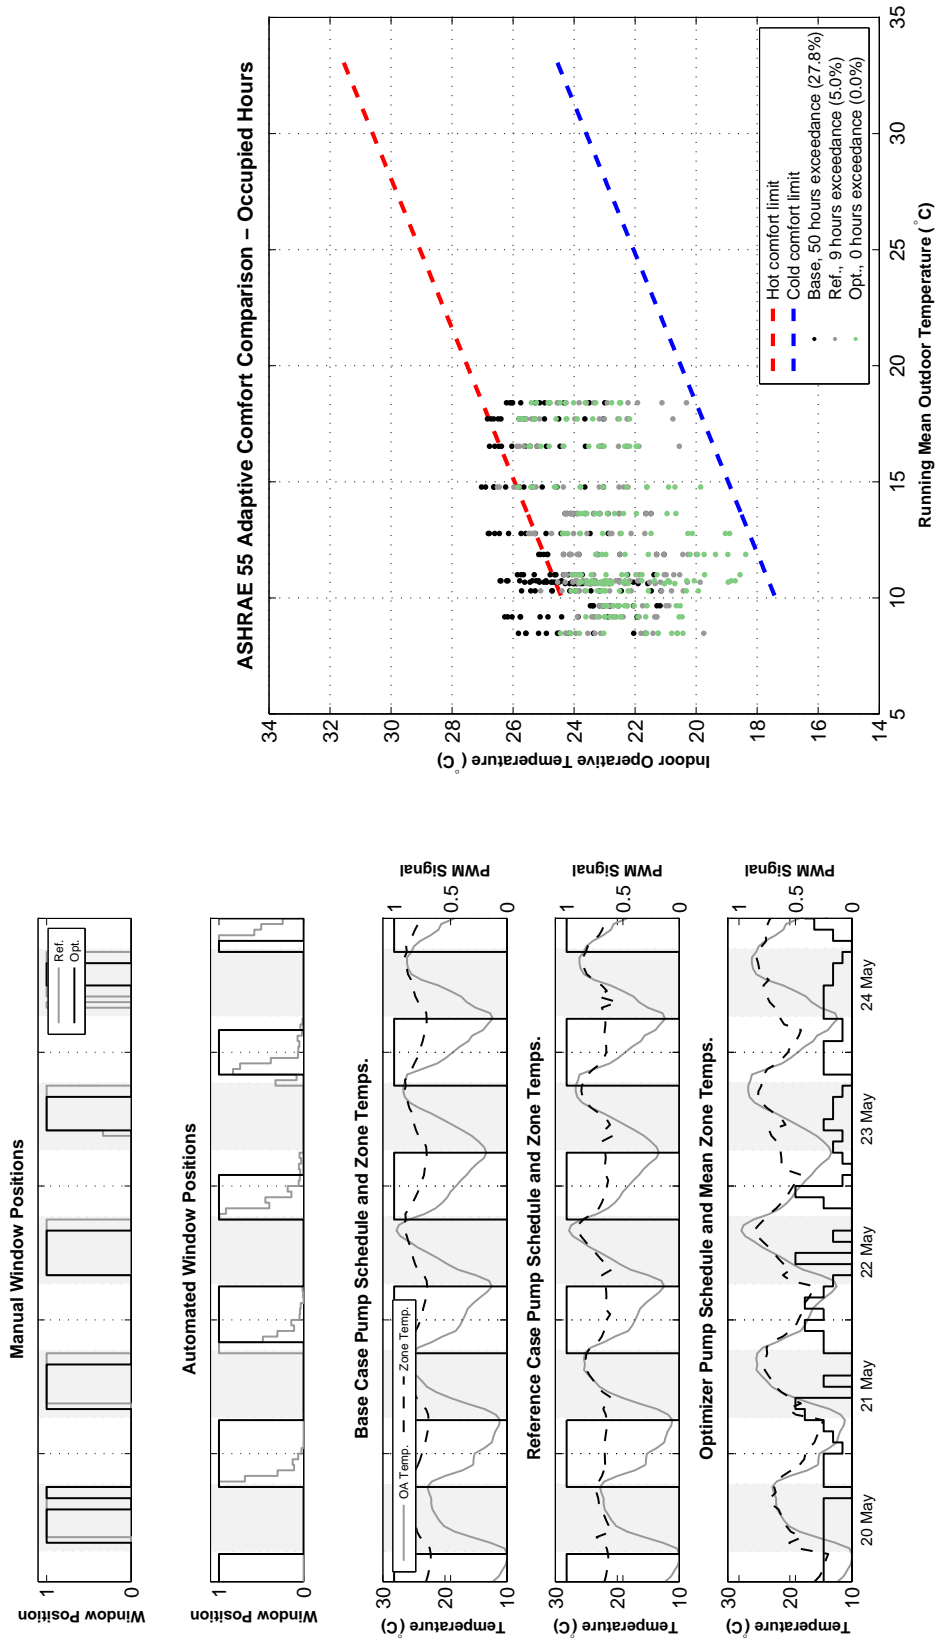 Manual Window Positions
Window Position
1
0
Ref.
Opt.
Automated Window Positions
Window Position
1
0
Base Case Pump Schedule and Zone Temps.
Temperature (°C)
30
20
10
PWM Signal
1
0.5
0
OA Temp.
Zone Temp.
Reference Case Pump Schedule and Zone Temps.
Temperature (°C)
30
20
10
PWM Signal
1
0.5
0
Optimizer Pump Schedule and Mean Zone Temps.
Temperature (°C)
30
20
10
PWM Signal
1
0.5
0
20 May
21 May
22 May
23 May
24 May
ASHRAE 55 Adaptive Comfort Comparison – Occupied Hours
Indoor Operative Temperature (°C)
34
32
30
28
26
24
22
20
18
16
14
5
10
15
20
25
30
35
Running Mean Outdoor Temperature (°C)
Hot comfort limit
Cold comfort limit
Base, 50 hours exceedance (27.8%)
Ref., 9 hours exceedance (5.0%)
Opt., 0 hours exceedance (0.0%)